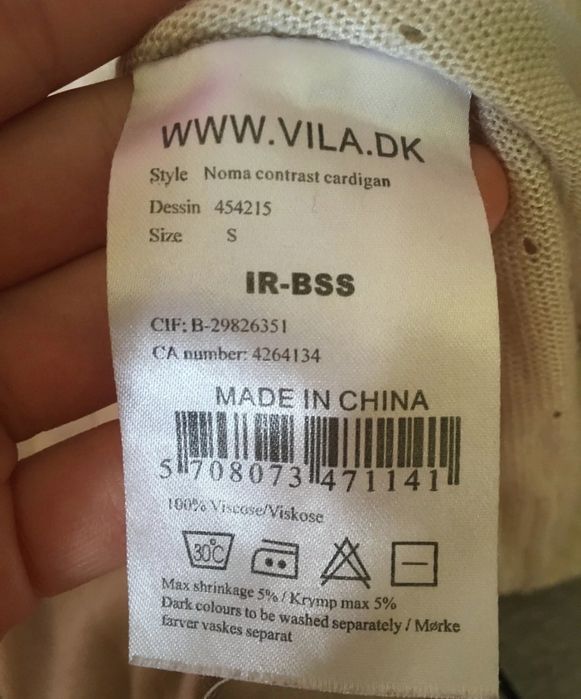 WWW.VILA.DK
Style Noma contrast cardigan
Dessin 454215
Size S
IR-BSS
CIF: B-29826351
CA number: 4264134
MADE IN CHINA
5 708073 471141
100% Viscose/Viskose
30°C
Max shrinkage 5% / Krymp max 5%
Dark colours to be washed separately / Mørke
farver vaskes separat